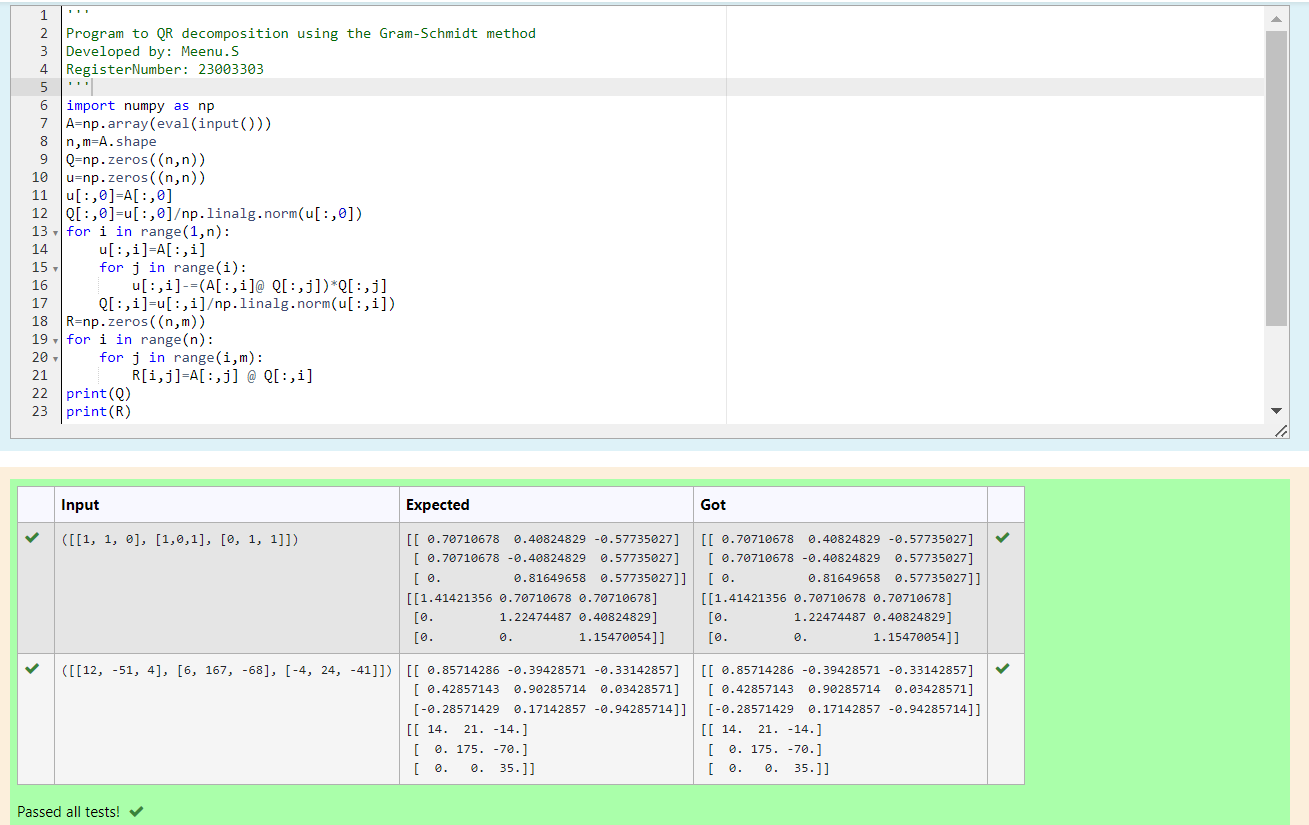 1 '''
2 Program to QR decomposition using the Gram-Schmidt method
3 Developed by: Meenu.S
4 RegisterNumber: 23003303
5 '''
6 import numpy as np
7 A=np.array(eval(input()))
8 n,m=A.shape
9 Q=np.zeros((n,n))
10 u=np.zeros((n,n))
11 u[:,0]=A[:,0]
12 Q[:,0]=u[:,0]/np.linalg.norm(u[:,0])
13 for i in range(1,n):
14     u[:,i]=A[:,i]
15     for j in range(i):
16         u[:,i]-=(A[:,i]@ Q[:,j])*Q[:,j]
17     Q[:,i]=u[:,i]/np.linalg.norm(u[:,i])
18 R=np.zeros((n,m))
19 for i in range(n):
20     for j in range(i,m):
21         R[i,j]=A[:,j] @ Q[:,i]
22 print(Q)
23 print(R)
Input Expected Got
([[1, 1, 0], [1,0,1], [0, 1, 1]]) [[ 0.70710678  0.40824829 -0.57735027] [[ 0.70710678  0.40824829 -0.57735027]
[ 0.70710678 -0.40824829  0.57735027] [ 0.70710678 -0.40824829  0.57735027]
[ 0.          0.81649658  0.57735027]] [ 0.          0.81649658  0.57735027]]
[[1.41421356 0.70710678 0.70710678] [[1.41421356 0.70710678 0.70710678]
[0.         1.22474487 0.40824829] [0.         1.22474487 0.40824829]
[0.         0.         1.15470054]] [0.         0.         1.15470054]]
([[12, -51, 4], [6, 167, -68], [-4, 24, -41]]) [[ 0.85714286 -0.39428571 -0.33142857] [[ 0.85714286 -0.39428571 -0.33142857]
[ 0.42857143  0.90285714  0.03428571] [ 0.42857143  0.90285714  0.03428571]
[-0.28571429  0.17142857 -0.94285714]] [-0.28571429  0.17142857 -0.94285714]]
[[ 14.  21. -14.] [[ 14.  21. -14.]
[  0. 175. -70.] [  0. 175. -70.]
[  0.   0.  35.]] [  0.   0.  35.]]
Passed all tests!